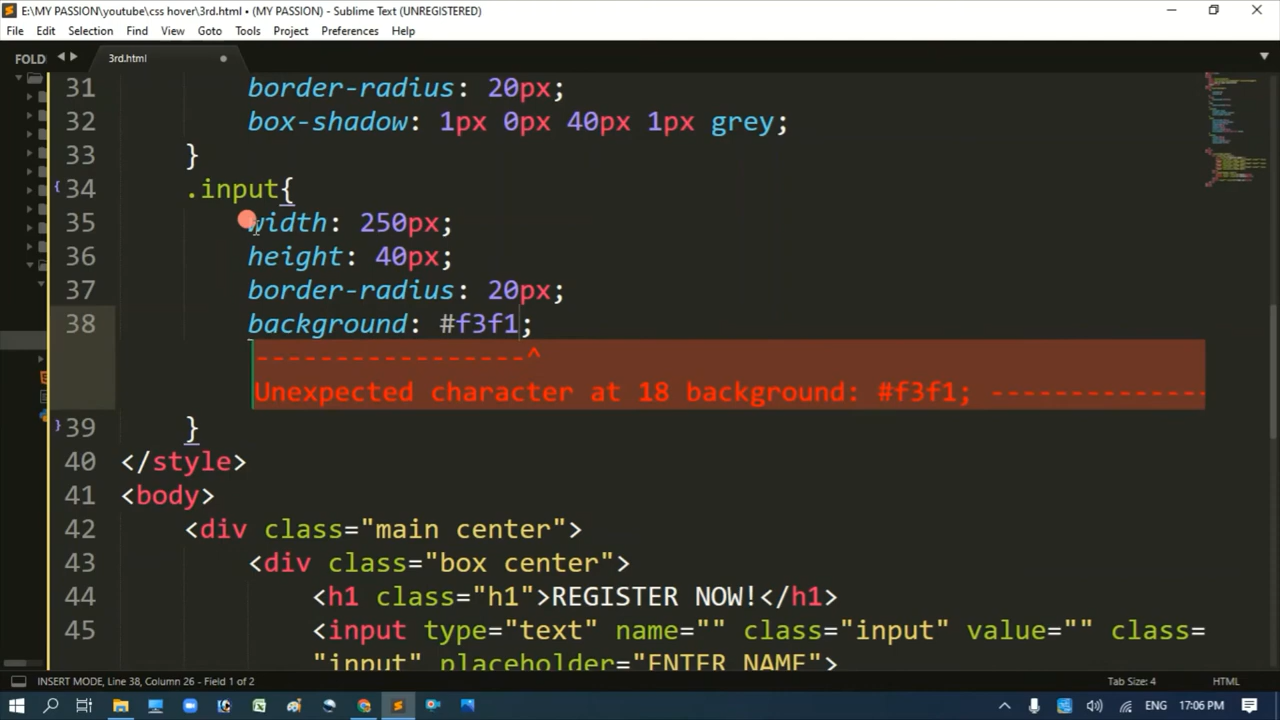 E:\MY PASSION\youtube\css hover\3rd.html • (MY PASSION) - Sublime Text (UNREGISTERED)
File Edit Selection Find View Goto Tools Project Preferences Help
FOLD
3rd.html
31 border-radius: 20px;
32 box-shadow: 1px 0px 40px 1px grey;
33 }
34 .input{
35 width: 250px;
36 height: 40px;
37 border-radius: 20px;
38 background: #f3f1;
-----------------^
Unexpected character at 18 background: #f3f1; --------------
39 }
40 </style>
41 <body>
42 <div class="main center">
43 <div class="box center">
44 <h1 class="h1">REGISTER NOW!</h1>
45 <input type="text" name="" class="input" value="" class=
"input" placeholder="ENTER NAME">
INSERT MODE, Line 38, Column 26 - Field 1 of 2 Tab Size: 4 HTML
ENG 17:06 PM